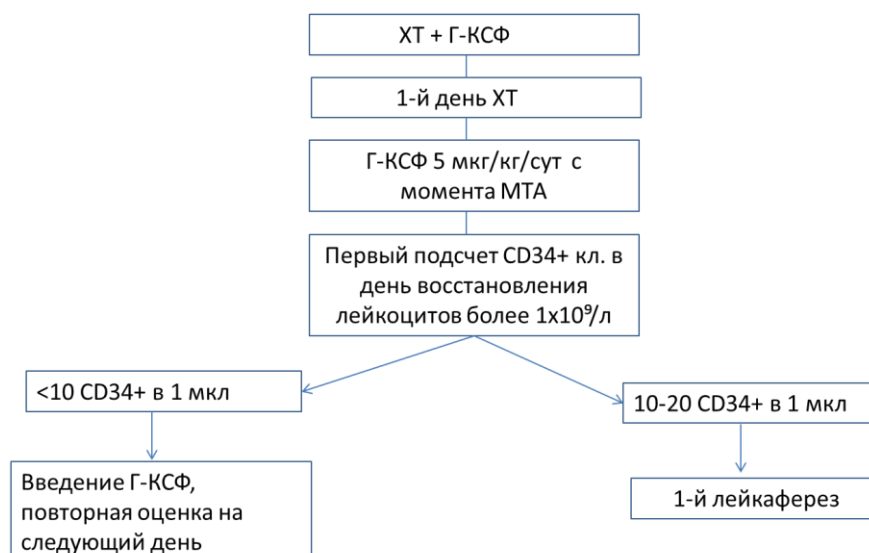 ХТ + Г-КСФ
1-й день ХТ
Г-КСФ 5 мкг/кг/сут с
момента МТА
Первый подсчет CD34+ кл. в
день восстановления
лейкоцитов более 1х10⁹/л
<10 CD34+ в 1 мкл
10-20 CD34+ в 1 мкл
Введение Г-КСФ,
повторная оценка на
следующий день
1-й лейкаферез